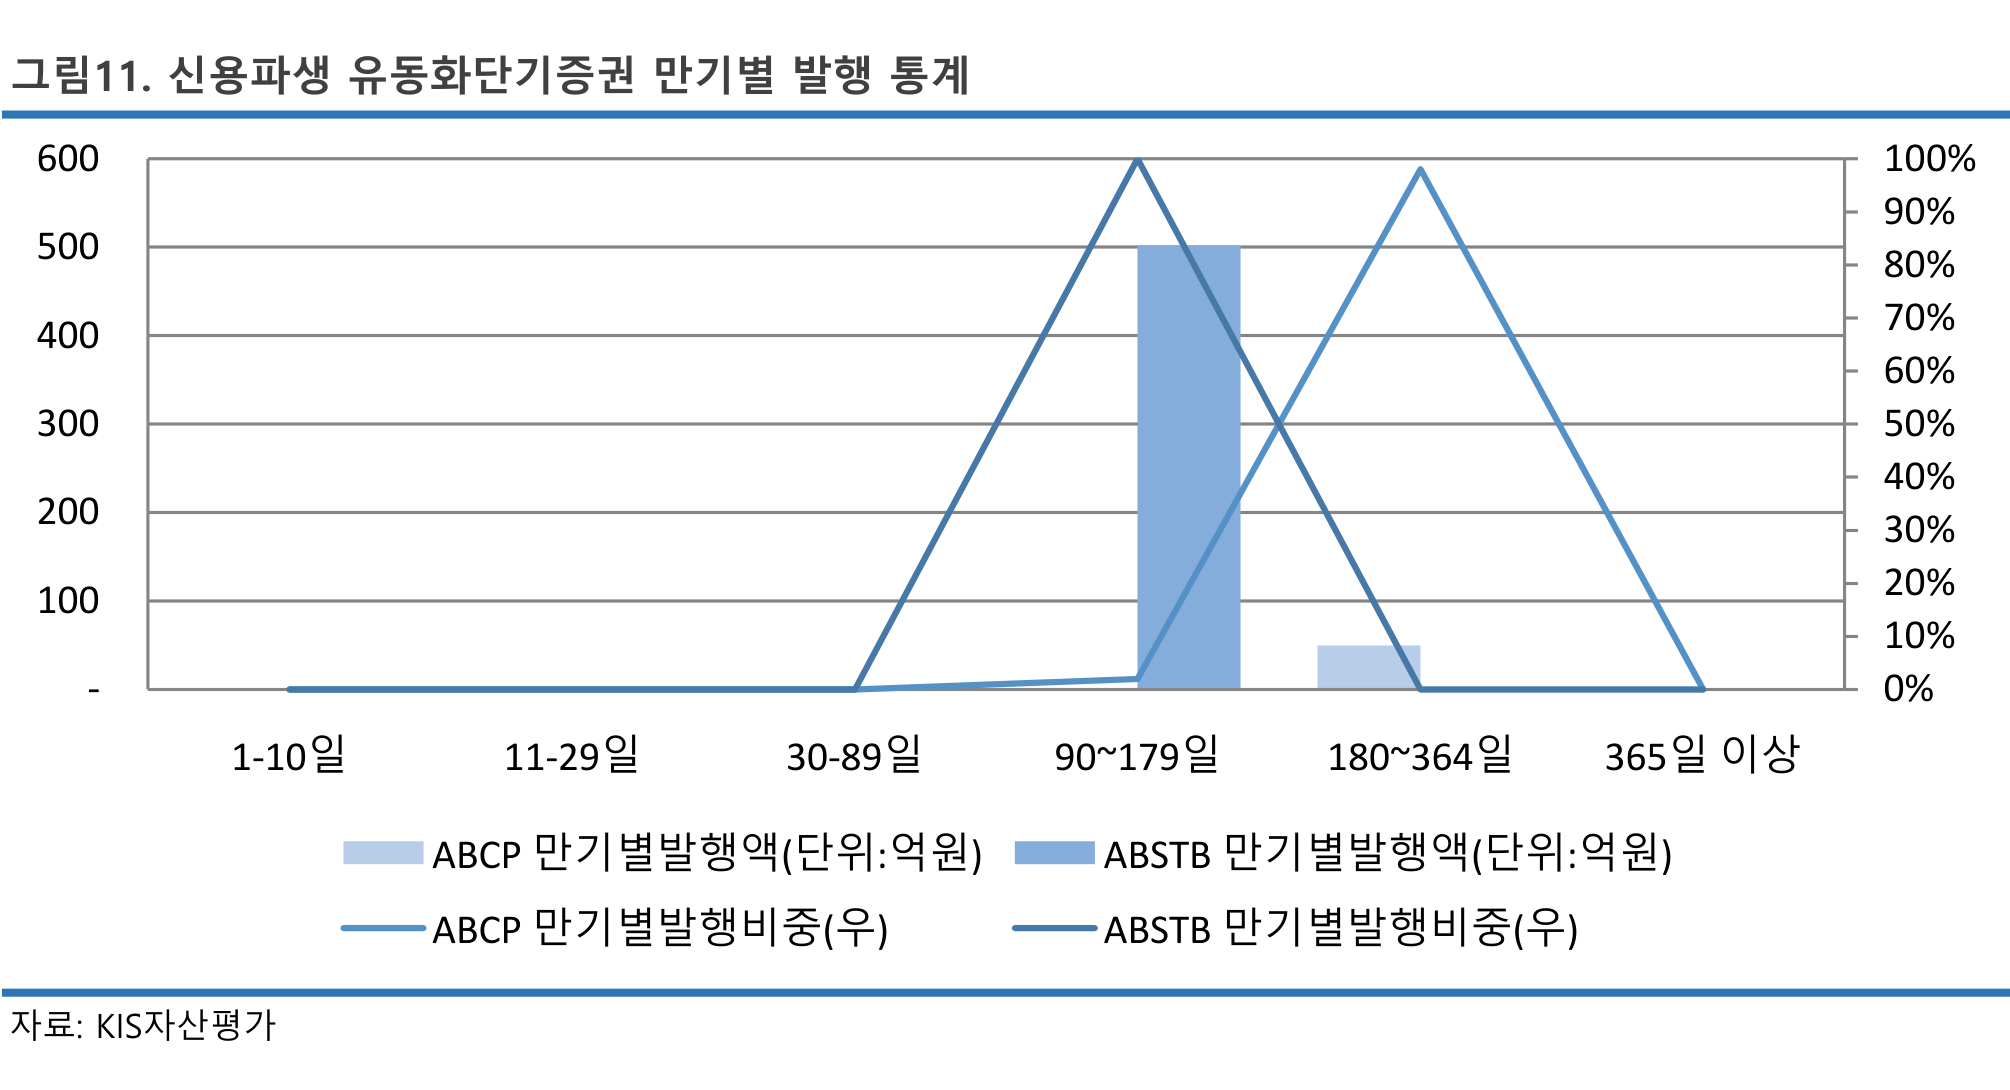 그림11. 신용파생 유동화단기증권 만기별 발행 통계
600 100%
90%
500
80%
400 70%
60%
300 50%
40%
200
30%
100 20%
10%
- 0%
1-10일 11-29일 30-89일 90~179일 180~364일 365일 이상
ABCP 만기별발행액(단위:억원) ABSTB 만기별발행액(단위:억원)
ABCP 만기별발행비중(우) ABSTB 만기별발행비중(우)
자료: KIS자산평가